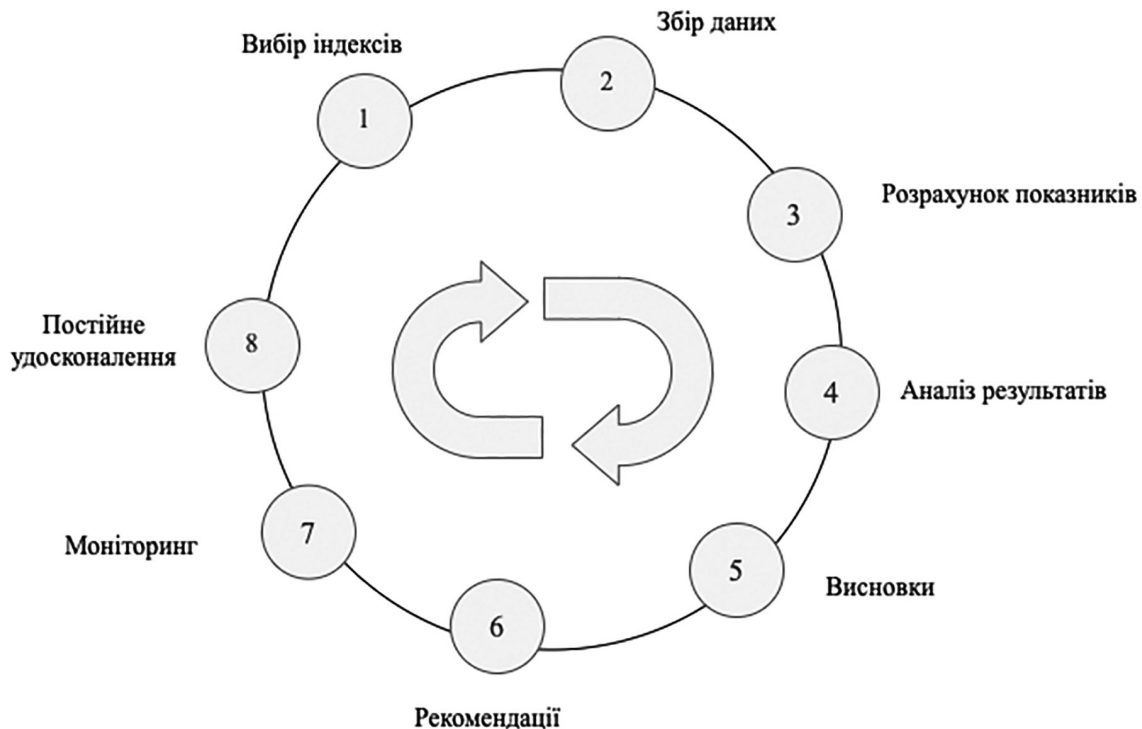 Вибір індексів
1
Збір даних
2
3
Розрахунок показників
4
Аналіз результатів
5
Висновки
6
Рекомендації
7
Моніторинг
8
Постійне
удосконалення